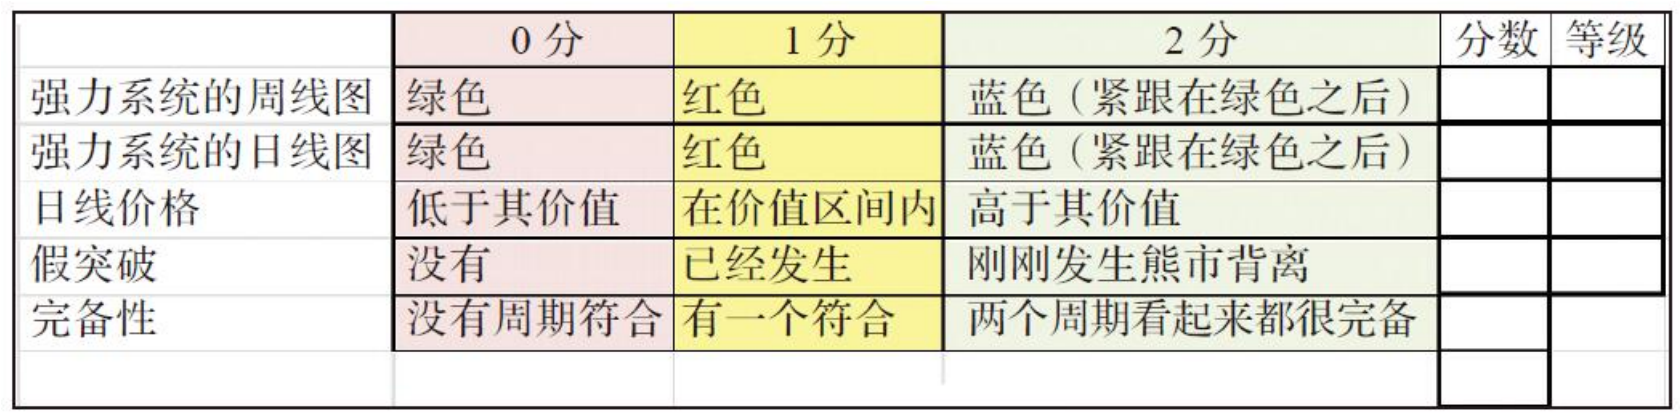 0 分 1 分 2 分 分数 等级
强力系统的周线图 绿色 红色 蓝色（紧跟在绿色之后）
强力系统的日线图 绿色 红色 蓝色（紧跟在绿色之后）
日线价格 低于其价值 在价值区间内 高于其价值
假突破 没有 已经发生 刚刚发生熊市背离
完备性 没有周期符合 有一个符合 两个周期看起来都很完备